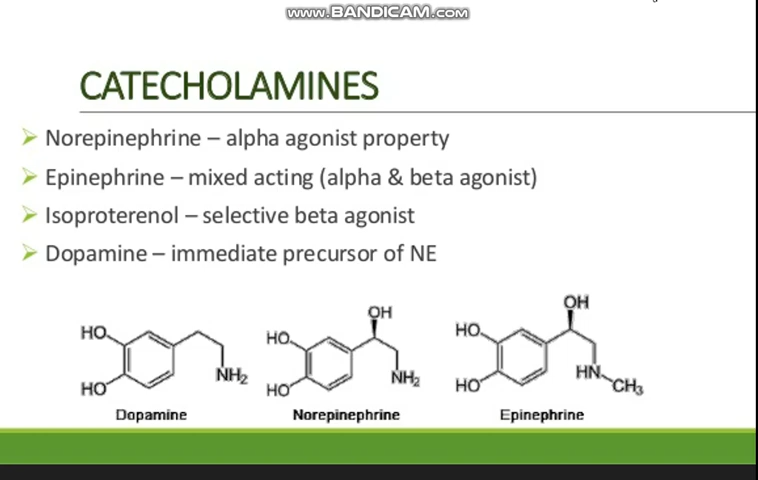 www.BANDICAM.com
CATECHOLAMINES
Norepinephrine – alpha agonist property
Epinephrine – mixed acting (alpha & beta agonist)
Isoproterenol – selective beta agonist
Dopamine – immediate precursor of NE
HO
HO
NH2
Dopamine
OH
HO
HO
NH2
Norepinephrine
OH
HO
HO
HN
CH3
Epinephrine